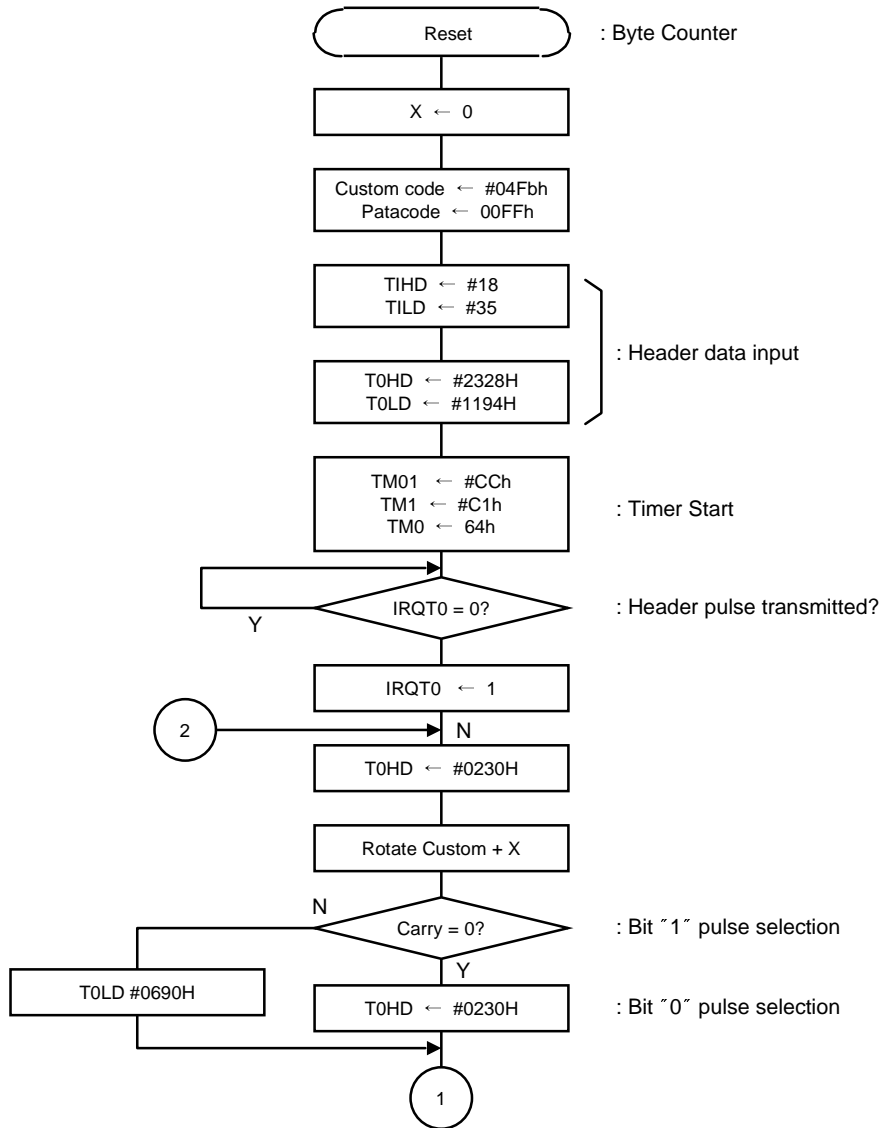 Reset : Byte Counter
X ← 0
Custom code ← #04Fbh
Patacode ← 00FFh
TIHD ← #18
TILD ← #35
: Header data input
T0HD ← #2328H
T0LD ← #1194H
TM01 ← #CCh
TM1 ← #C1h
TM0 ← 64h
: Timer Start
IRQT0 = 0? : Header pulse transmitted?
Y
IRQT0 ← 1
2
N
T0HD ← #0230H
Rotate Custom + X
N
Carry = 0? : Bit ˝1˝ pulse selection
Y
T0LD #0690H
T0HD ← #0230H : Bit ˝0˝ pulse selection
1